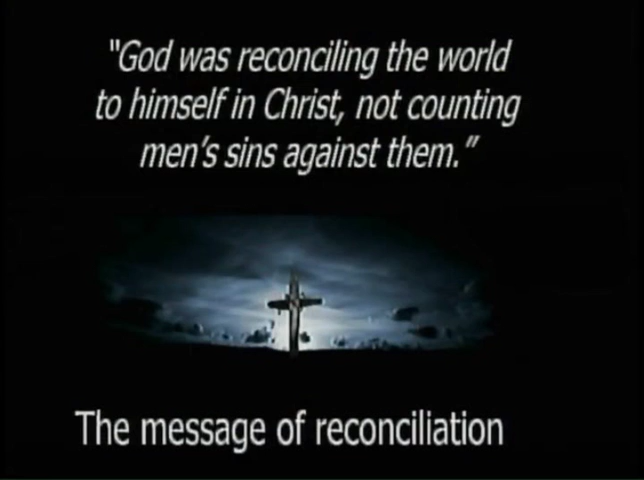 "God was reconciling the world
to himself in Christ, not counting
men's sins against them."
The message of reconciliation